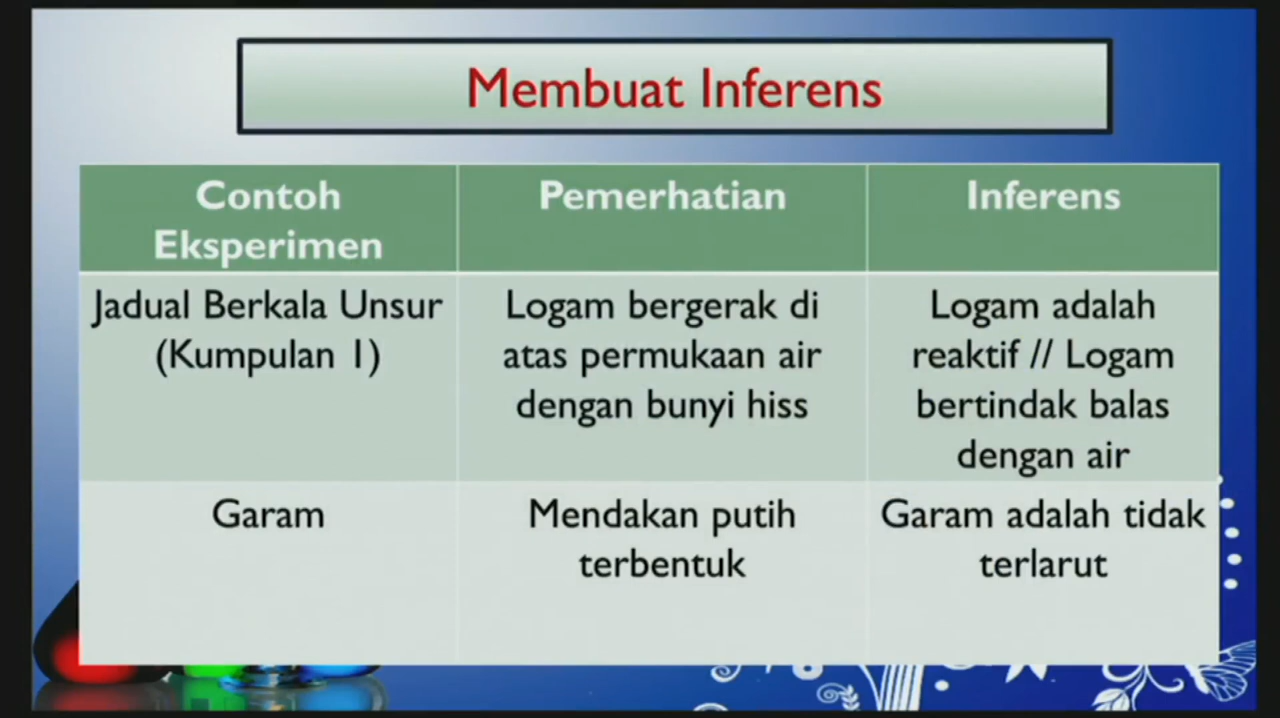 Membuat Inferens
Contoh
Eksperimen
Pemerhatian
Inferens
Jadual Berkala Unsur
(Kumpulan 1)
Logam bergerak di
atas permukaan air
dengan bunyi hiss
Logam adalah
reaktif // Logam
bertindak balas
dengan air
Garam
Mendakan putih
terbentuk
Garam adalah tidak
terlarut